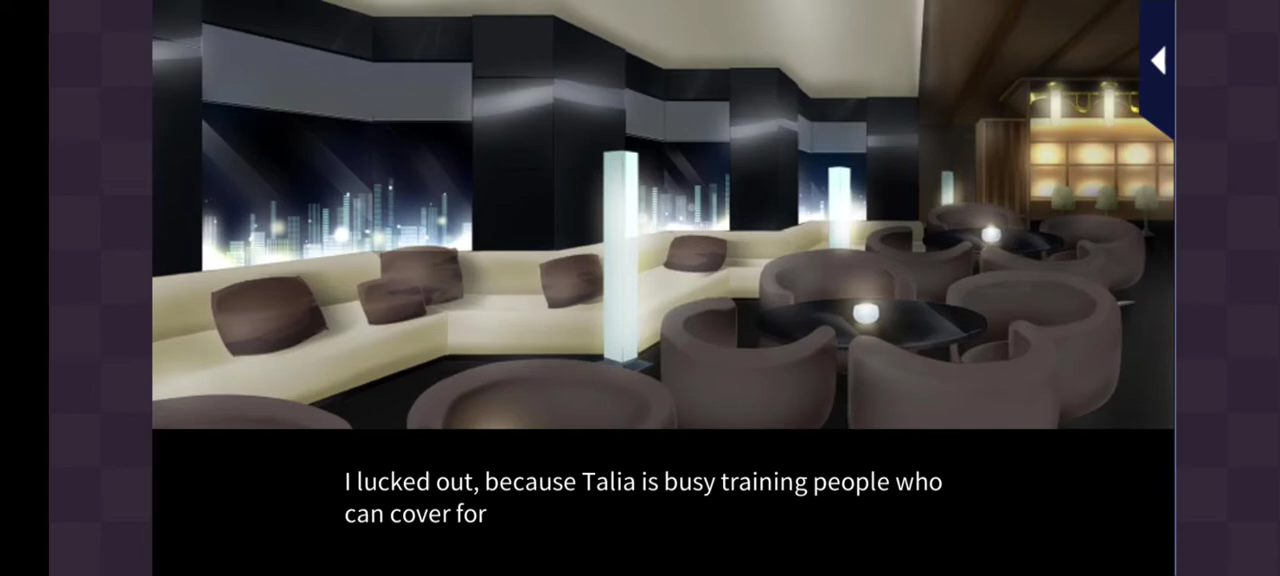 I lucked out, because Talia is busy training people who
can cover for